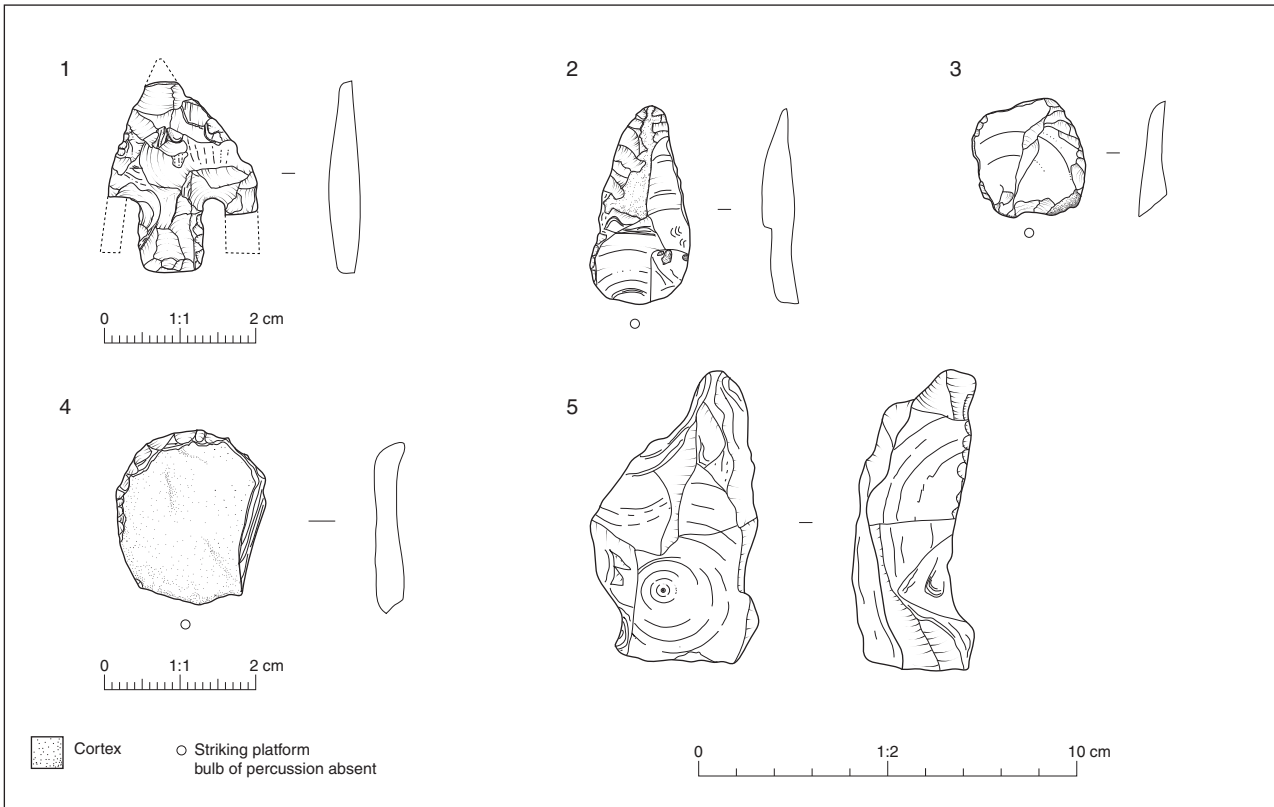 1
2
3
0 1:1 2 cm
4
5
0 1:1 2 cm
Cortex
Striking platform
bulb of percussion absent
0 1:2 10 cm